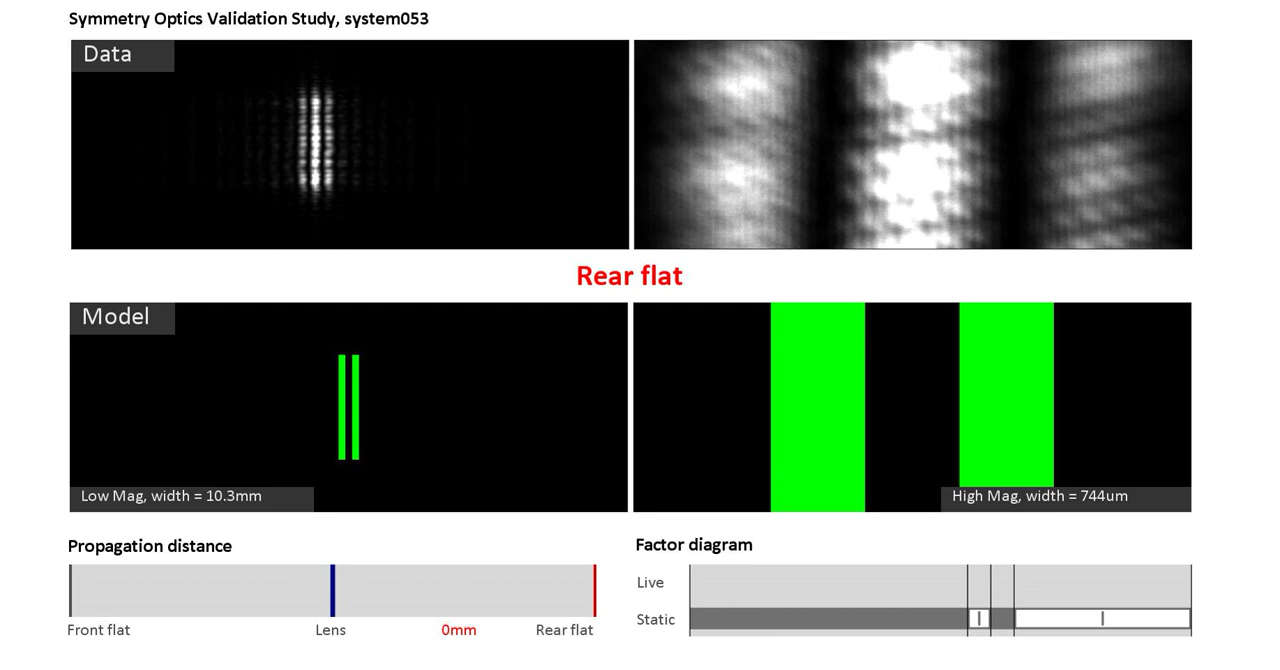 Symmetry Optics Validation Study, system053
Data
Rear flat
Model
Low Mag, width = 10.3mm
High Mag, width = 744um
Propagation distance
Factor diagram
Live
Static
Front flat
Lens
0mm
Rear flat